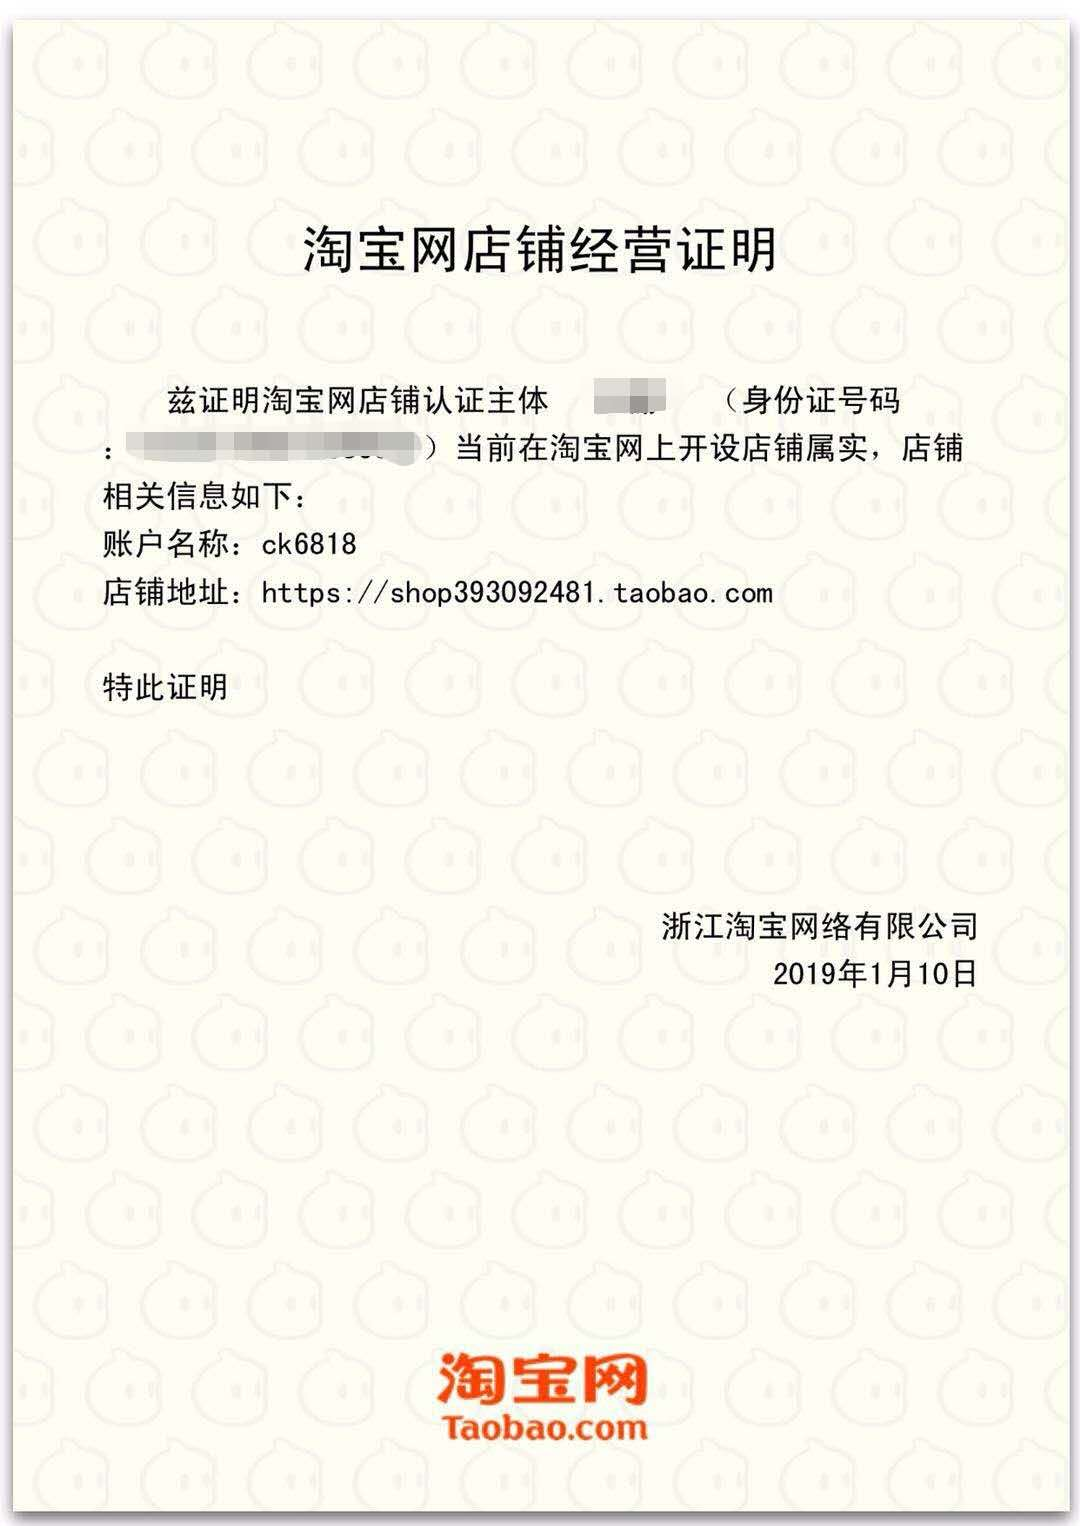 淘宝网店铺经营证明
兹证明淘宝网店铺认证主体 （身份证号码
： ）当前在淘宝网上开设店铺属实，店铺
相关信息如下：
账户名称：ck6818
店铺地址：https://shop393092481.taobao.com
特此证明
浙江淘宝网络有限公司
2019年1月10日
淘宝网
Taobao.com